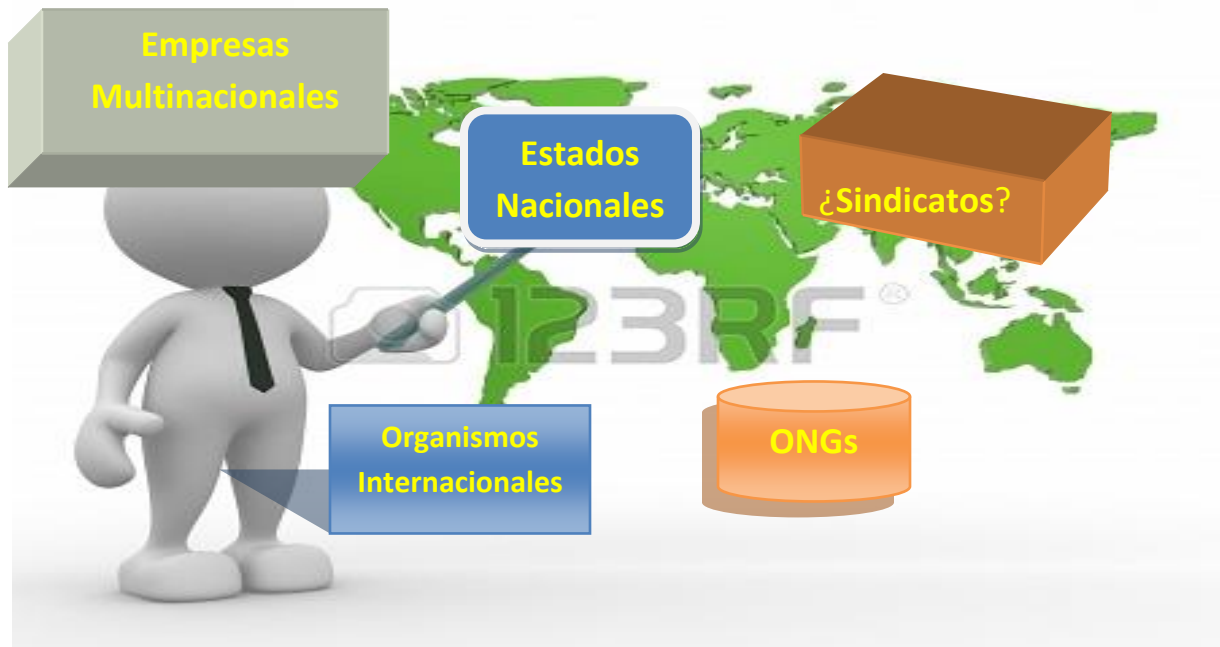 Empresas
Multinacionales
Estados
Nacionales
¿Sindicatos?
123RF
Organismos
Internacionales
ONGs